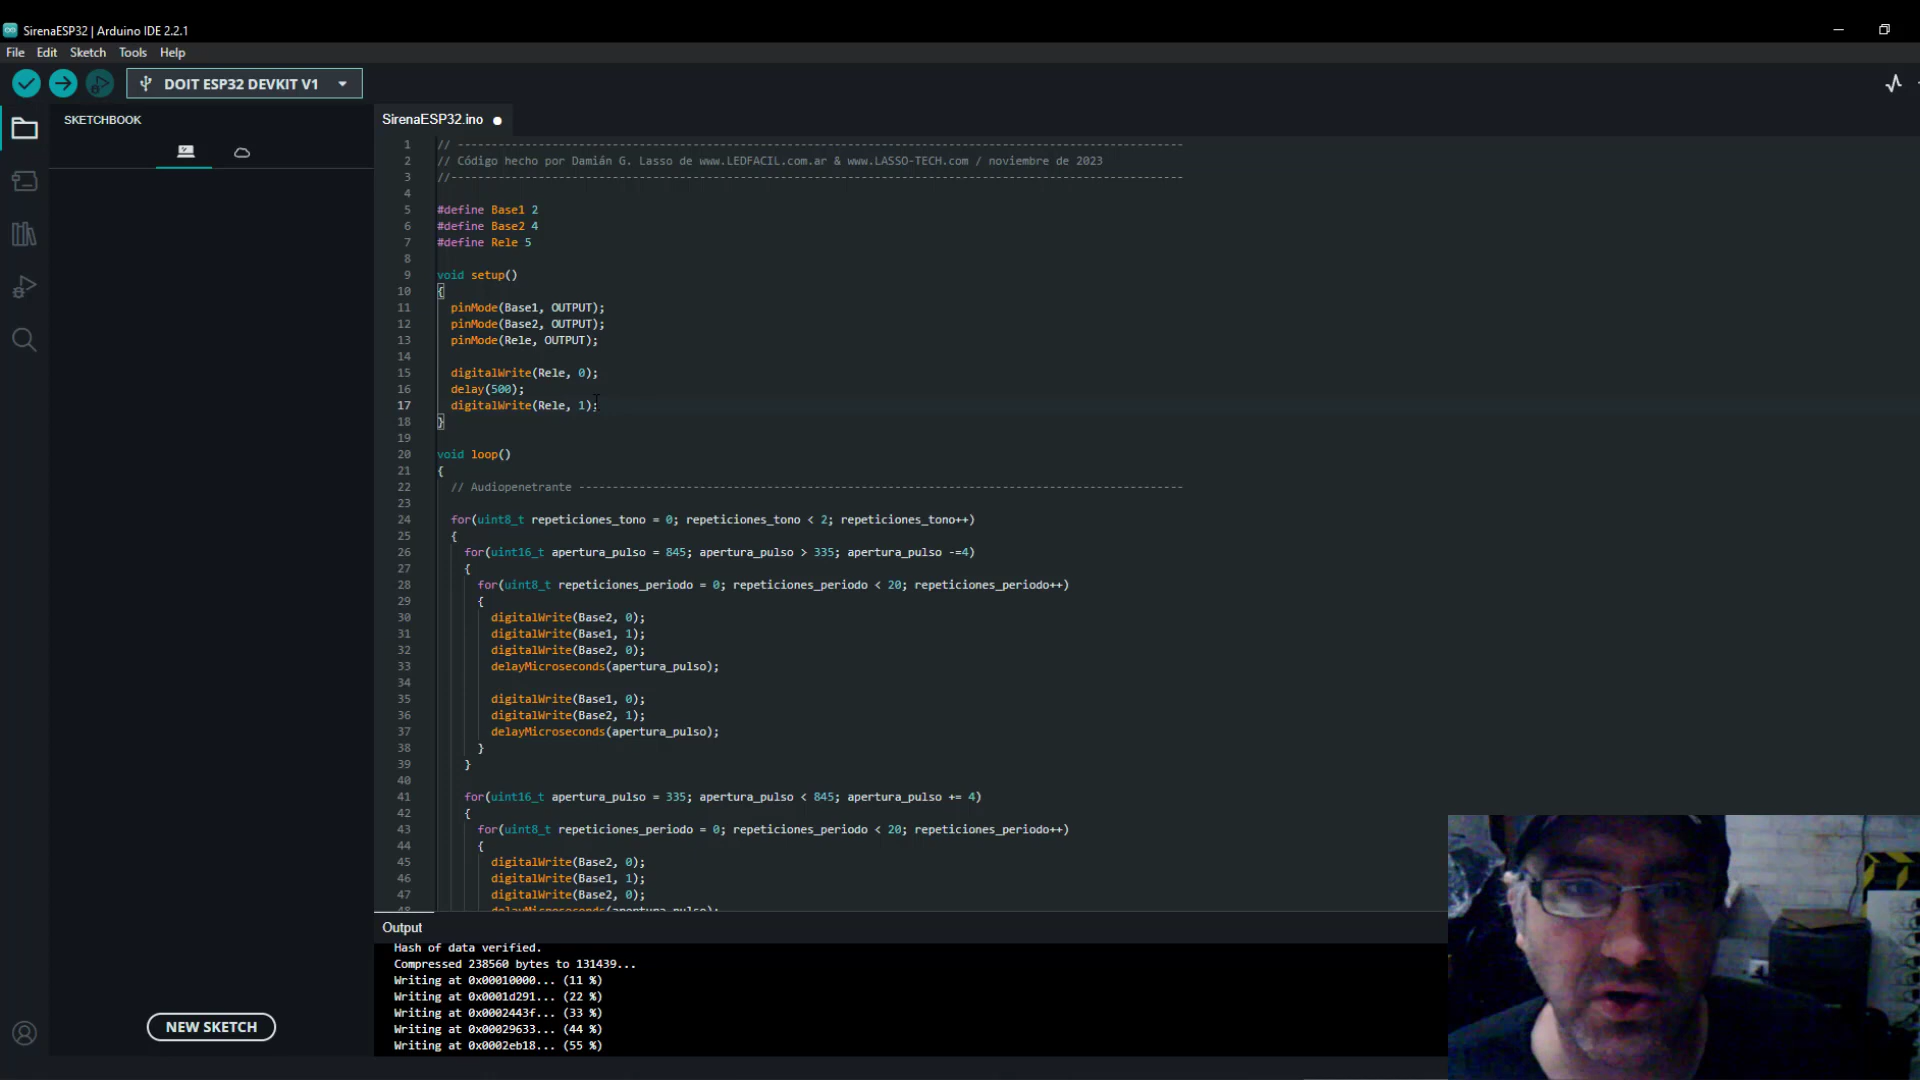 SirenaESP32 | Arduino IDE 2.2.1
File Edit Sketch Tools Help
DOIT ESP32 DEVKIT V1
SKETCHBOOK
SirenaESP32.ino
1 // ------------------------------------------------------------------------------------------------------------
2 // Código hecho por Damián G. Lasso de www.LEDFACIL.com.ar & www.LASSO-TECH.com / noviembre de 2023
3 //-------------------------------------------------------------------------------------------------------------
4
5 #define Base1 2
6 #define Base2 4
7 #define Rele 5
8
9 void setup()
10 {
11 pinMode(Base1, OUTPUT);
12 pinMode(Base2, OUTPUT);
13 pinMode(Rele, OUTPUT);
14
15 digitalWrite(Rele, 0);
16 delay(500);
17 digitalWrite(Rele, 1);
18 }
19
20 void loop()
21 {
22 // Audiopenetrante ------------------------------------------------------------------------------------------
23
24 for(uint8_t repeticiones_tono = 0; repeticiones_tono < 2; repeticiones_tono++)
25 {
26 for(uint16_t apertura_pulso = 845; apertura_pulso > 335; apertura_pulso -=4)
27 {
28 for(uint8_t repeticiones_periodo = 0; repeticiones_periodo < 20; repeticiones_periodo++)
29 {
30 digitalWrite(Base2, 0);
31 digitalWrite(Base1, 1);
32 digitalWrite(Base2, 0);
33 delayMicroseconds(apertura_pulso);
34
35 digitalWrite(Base1, 0);
36 digitalWrite(Base2, 1);
37 delayMicroseconds(apertura_pulso);
38 }
39 }
40
41 for(uint16_t apertura_pulso = 335; apertura_pulso < 845; apertura_pulso += 4)
42 {
43 for(uint8_t repeticiones_periodo = 0; repeticiones_periodo < 20; repeticiones_periodo++)
44 {
45 digitalWrite(Base2, 0);
46 digitalWrite(Base1, 1);
47 digitalWrite(Base2, 0);
48 delayMicroseconds(apertura_pulso);
Output
Hash of data verified.
Compressed 238560 bytes to 131439...
Writing at 0x00010000... (11 %)
Writing at 0x0001d291... (22 %)
Writing at 0x0002443f... (33 %)
Writing at 0x00029633... (44 %)
Writing at 0x0002eb18... (55 %)
NEW SKETCH